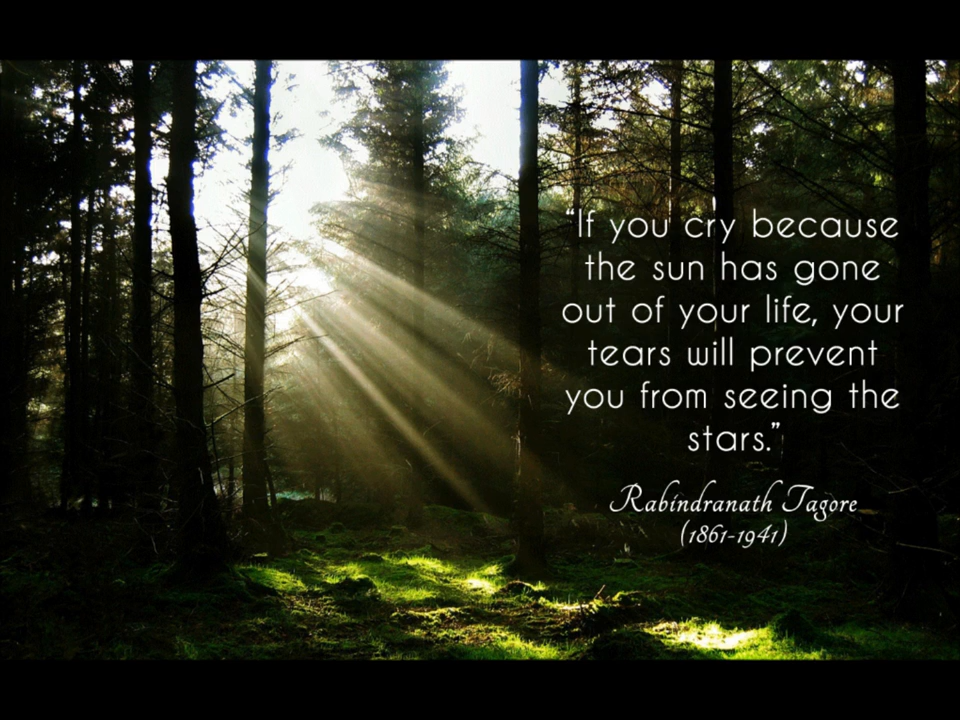 “If you cry because
the sun has gone
out of your life, your
tears will prevent
you from seeing the
stars.”
Rabindranath Tagore
(1861-1941)